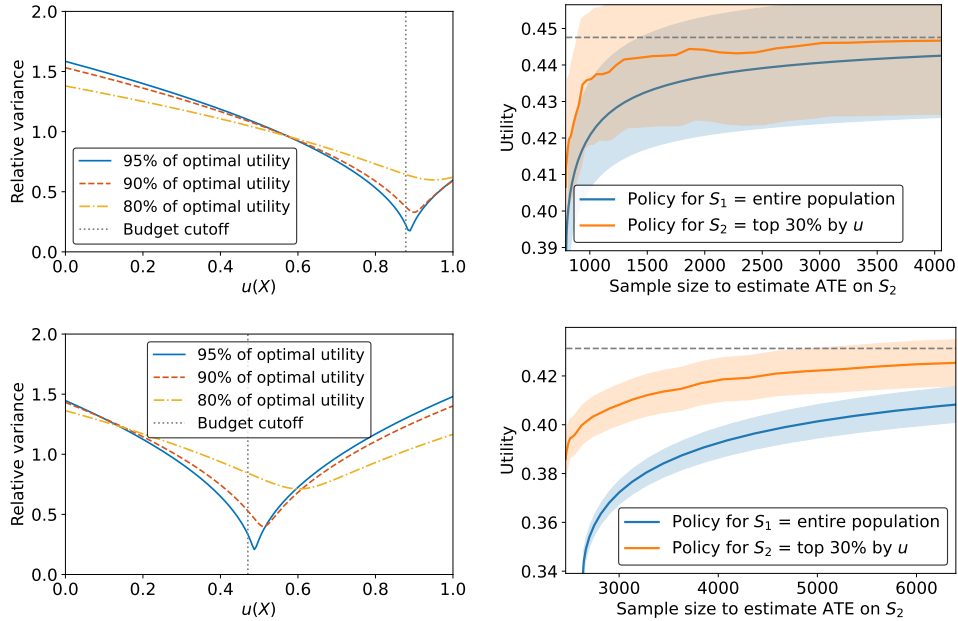 2.0
1.5
1.0
0.5
0.0
Relative variance
95% of optimal utility
90% of optimal utility
80% of optimal utility
Budget cutoff
0.0 0.2 0.4 0.6 0.8 1.0
u(X)
0.45
0.44
0.43
0.42
0.41
0.40
0.39
Utility
Policy for S₁ = entire population
Policy for S₂ = top 30% by u
1000 1500 2000 2500 3000 3500 4000
Sample size to estimate ATE on S₂
2.0
1.5
1.0
0.5
0.0
Relative variance
95% of optimal utility
90% of optimal utility
80% of optimal utility
Budget cutoff
0.0 0.2 0.4 0.6 0.8 1.0
u(X)
0.42
0.40
0.38
0.36
0.34
Utility
Policy for S₁ = entire population
Policy for S₂ = top 30% by u
3000 4000 5000 6000
Sample size to estimate ATE on S₂